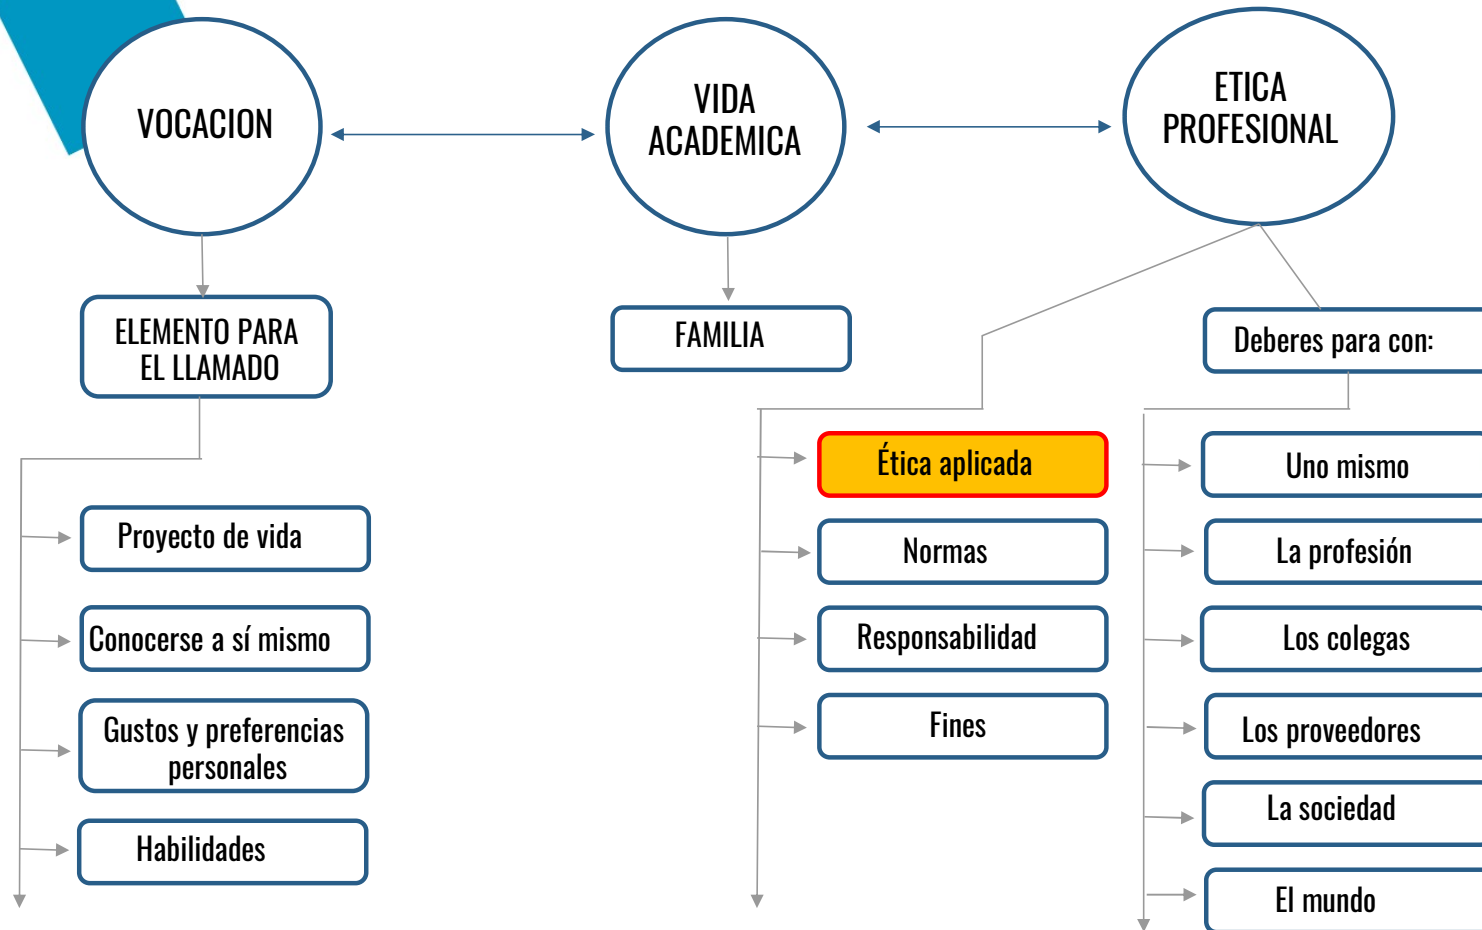 VOCACION
VIDA
ACADEMICA
ETICA
PROFESIONAL
ELEMENTO PARA
EL LLAMADO
FAMILIA
Deberes para con:
Proyecto de vida
Conocerse a sí mismo
Gustos y preferencias
personales
Habilidades
Ética aplicada
Normas
Responsabilidad
Fines
Uno mismo
La profesión
Los colegas
Los proveedores
La sociedad
El mundo